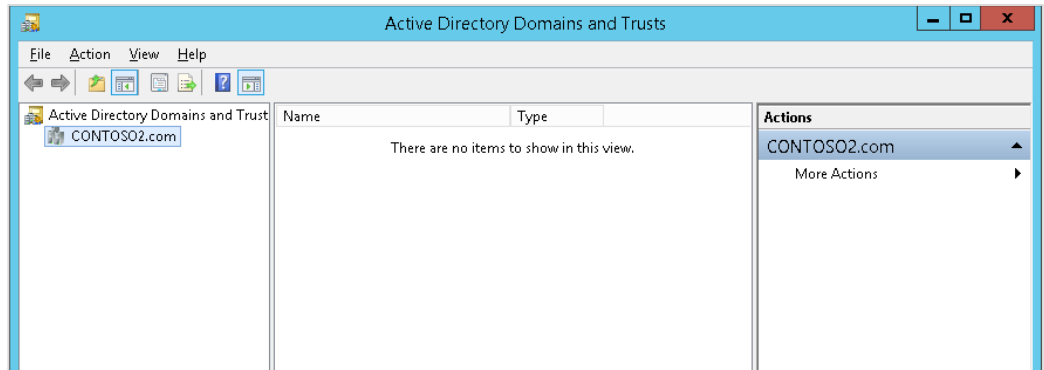 Active Directory Domains and Trusts
File Action View Help
Active Directory Domains and Trust
CONTOSO2.com
Name Type
There are no items to show in this view.
Actions
CONTOSO2.com
More Actions